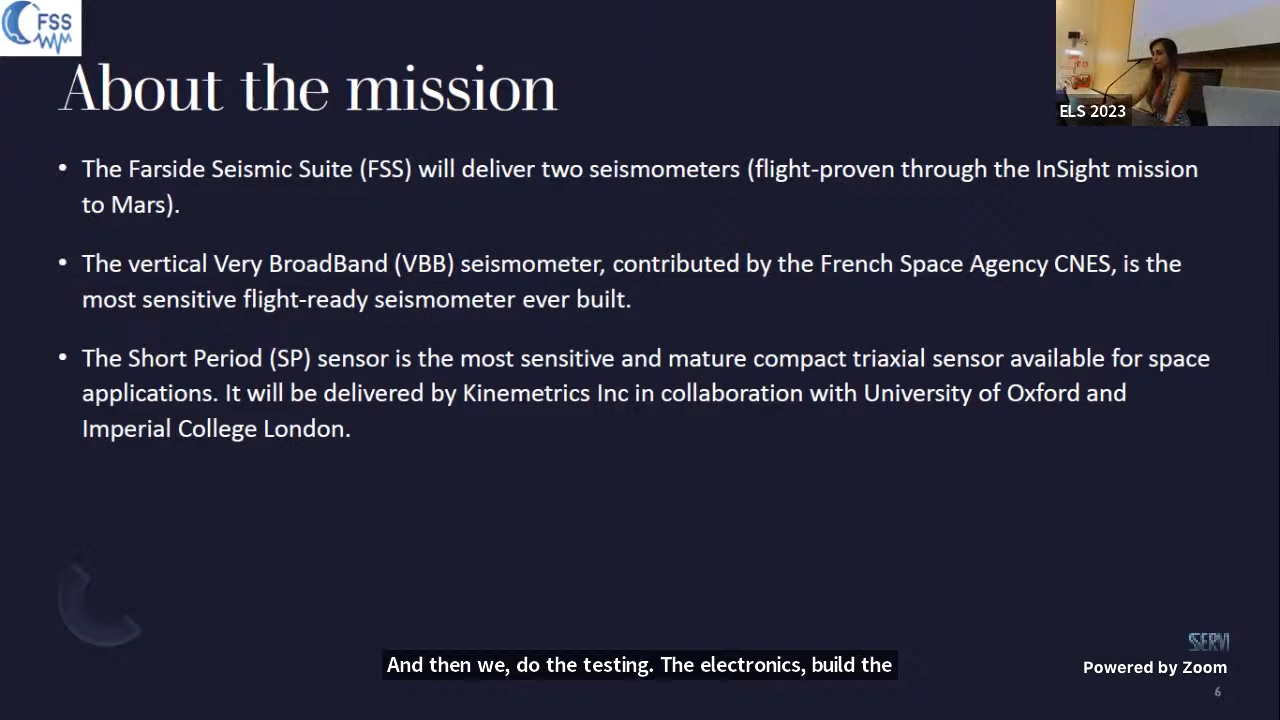 FSS
About the mission
ELS 2023
• The Farside Seismic Suite (FSS) will deliver two seismometers (flight-proven through the InSight mission
to Mars).
• The vertical Very BroadBand (VBB) seismometer, contributed by the French Space Agency CNES, is the
most sensitive flight-ready seismometer ever built.
• The Short Period (SP) sensor is the most sensitive and mature compact triaxial sensor available for space
applications. It will be delivered by Kinemetrics Inc in collaboration with University of Oxford and
Imperial College London.
And then we, do the testing. The electronics, build the
Powered by Zoom
6